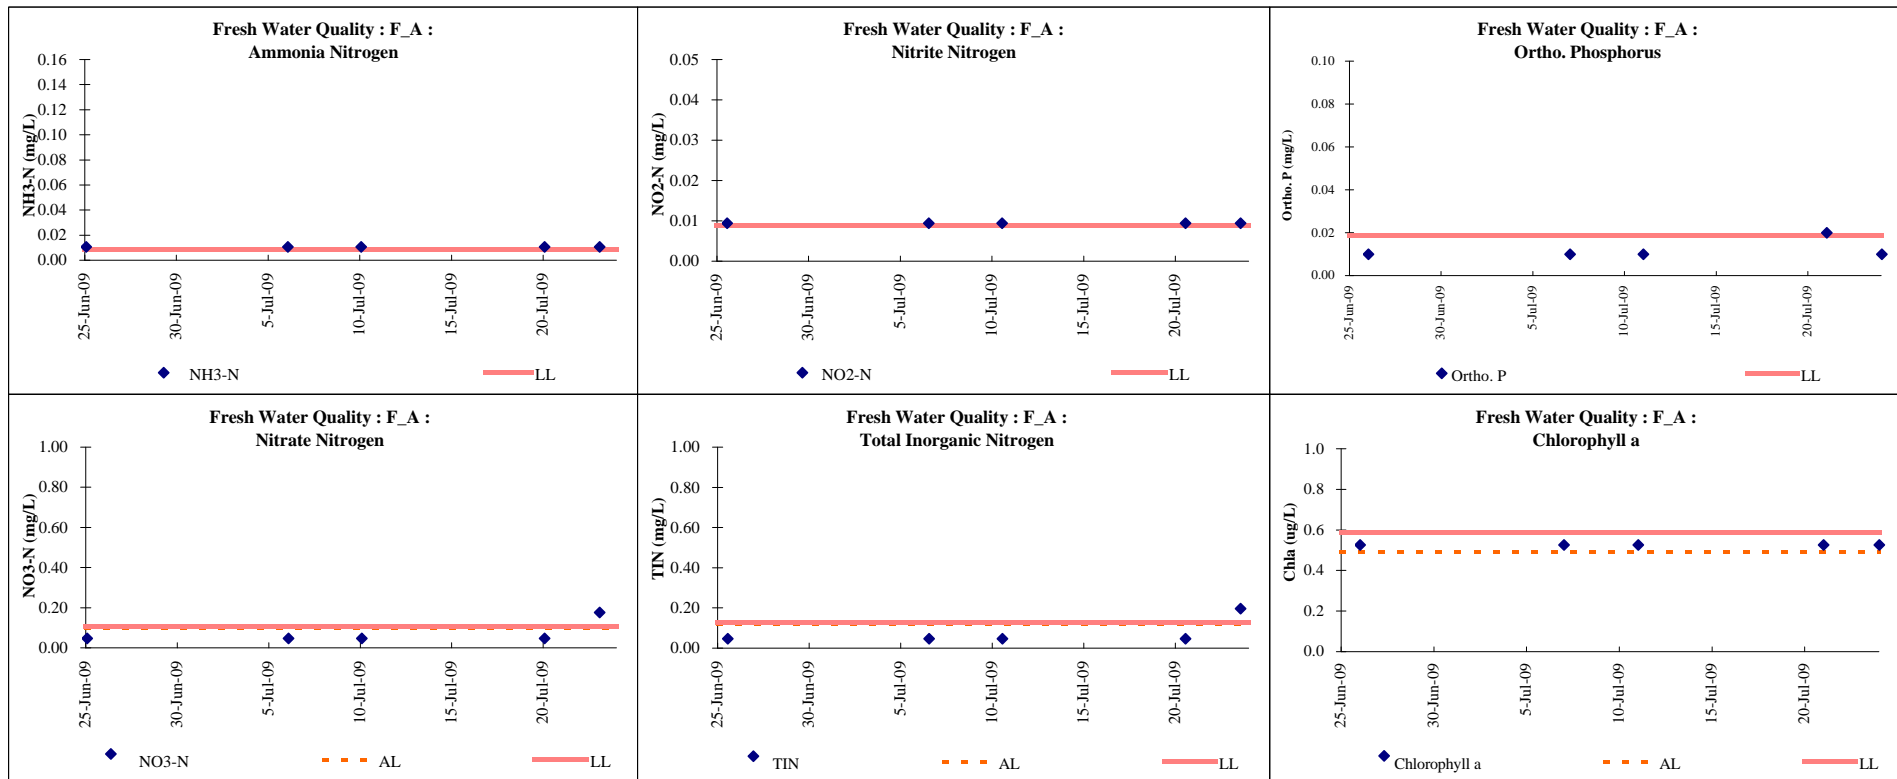 Fresh Water Quality : F_A :
Ammonia Nitrogen
NH3-N (mg/L)
0.16
0.14
0.12
0.10
0.08
0.06
0.04
0.02
0.00
25-Jun-09
30-Jun-09
5-Jul-09
10-Jul-09
15-Jul-09
20-Jul-09
NH3-N
LL
Fresh Water Quality : F_A :
Nitrite Nitrogen
NO2-N (mg/L)
0.05
0.04
0.03
0.02
0.01
0.00
25-Jun-09
30-Jun-09
5-Jul-09
10-Jul-09
15-Jul-09
20-Jul-09
NO2-N
LL
Fresh Water Quality : F_A :
Ortho. Phosphorus
Ortho. P (mg/L)
0.10
0.08
0.06
0.04
0.02
0.00
25-Jun-09
30-Jun-09
5-Jul-09
10-Jul-09
15-Jul-09
20-Jul-09
Ortho. P
LL
Fresh Water Quality : F_A :
Nitrate Nitrogen
NO3-N (mg/L)
1.00
0.80
0.60
0.40
0.20
0.00
25-Jun-09
30-Jun-09
5-Jul-09
10-Jul-09
15-Jul-09
20-Jul-09
NO3-N
AL
LL
Fresh Water Quality : F_A :
Total Inorganic Nitrogen
TIN (mg/L)
1.00
0.80
0.60
0.40
0.20
0.00
25-Jun-09
30-Jun-09
5-Jul-09
10-Jul-09
15-Jul-09
20-Jul-09
TIN
AL
LL
Fresh Water Quality : F_A :
Chlorophyll a
Chla (ug/L)
1.0
0.8
0.6
0.4
0.2
0.0
25-Jun-09
30-Jun-09
5-Jul-09
10-Jul-09
15-Jul-09
20-Jul-09
Chlorophyll a
AL
LL